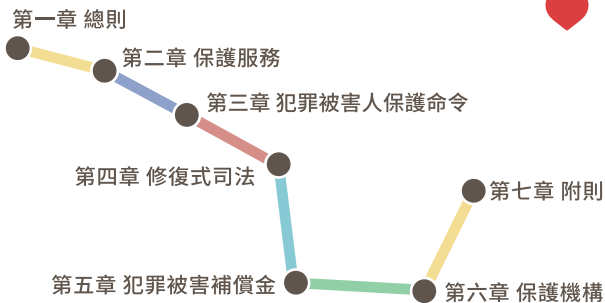 第一章 總則
第二章 保護服務
第三章 犯罪被害人保護命令
第四章 修復式司法
第五章 犯罪被害補償金
第六章 保護機構
第七章 附則